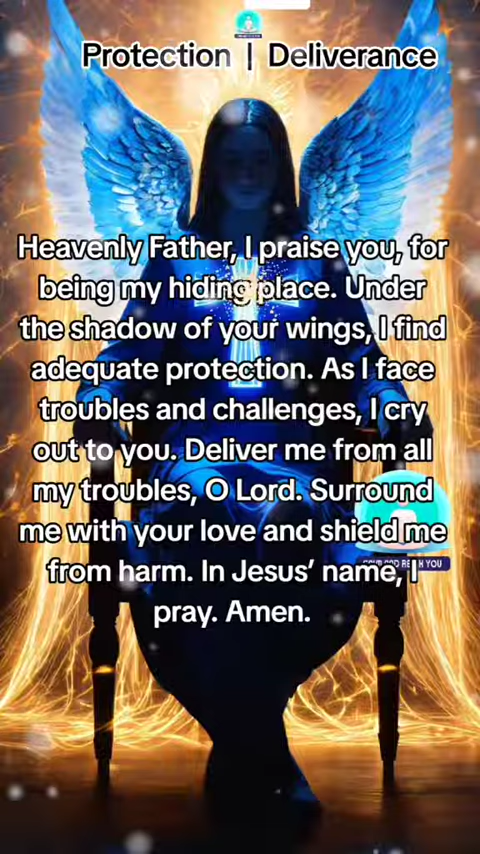 Protection | Deliverance
Heavenly Father, I praise you, for
being my hiding place. Under
the shadow of your wings, I find
adequate protection. As I face
troubles and challenges, I cry
out to you. Deliver me from all
my troubles, O Lord. Surround
me with your love and shield me
from harm. In Jesus’ name, I
pray. Amen.
YOU